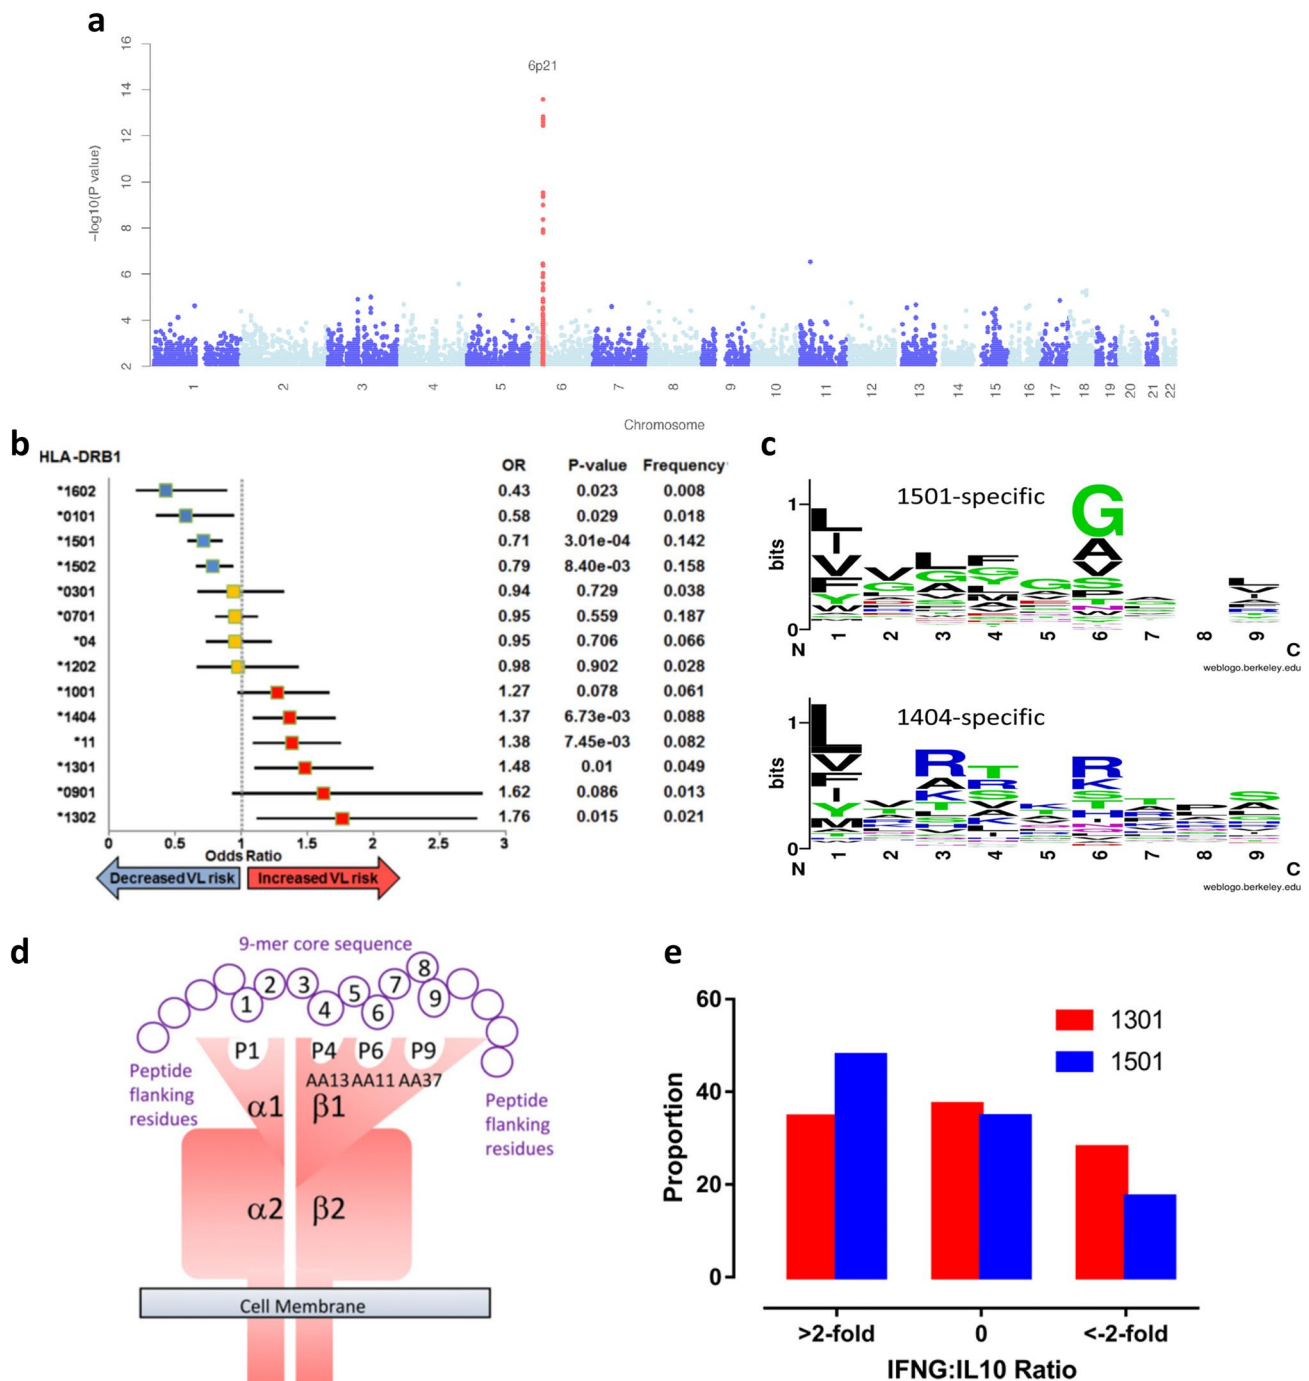 a
16
14
12
10
8
6
4
2
−log10(P value)
6p21
1 2 3 4 5 6 7 8 9 10 11 12 13 14 15 16 17 18 19 20 21 22
Chromosome
b
HLA-DRB1
OR P-value Frequency
*1602 0.43 0.023 0.008
*0101 0.58 0.029 0.018
*1501 0.71 3.01e-04 0.142
*1502 0.79 8.40e-03 0.158
*0301 0.94 0.729 0.038
*0701 0.95 0.559 0.187
*04 0.95 0.706 0.066
*1202 0.98 0.902 0.028
*1001 1.27 0.078 0.061
*1404 1.37 6.73e-03 0.088
*11 1.38 7.45e-03 0.082
*1301 1.48 0.01 0.049
*0901 1.62 0.086 0.013
*1302 1.76 0.015 0.021
0 0.5 1 1.5 2 2.5 3
Odds Ratio
Decreased VL risk Increased VL risk
c
1501-specific
bits
1
0
1 2 3 4 5 6 7 8 9
N C
weblogo.berkeley.edu
1404-specific
bits
1
0
1 2 3 4 5 6 7 8 9
N C
weblogo.berkeley.edu
d
9-mer core sequence
1 2 3 4 5 6 7 8 9
P1 P4 P6 P9
AA13 AA11 AA37
Peptide
flanking
residues
α1 β1
Peptide
flanking
residues
α2 β2
Cell Membrane
e
60
40
20
0
Proportion
1301
1501
>2-fold 0 <-2-fold
IFNG:IL10 Ratio